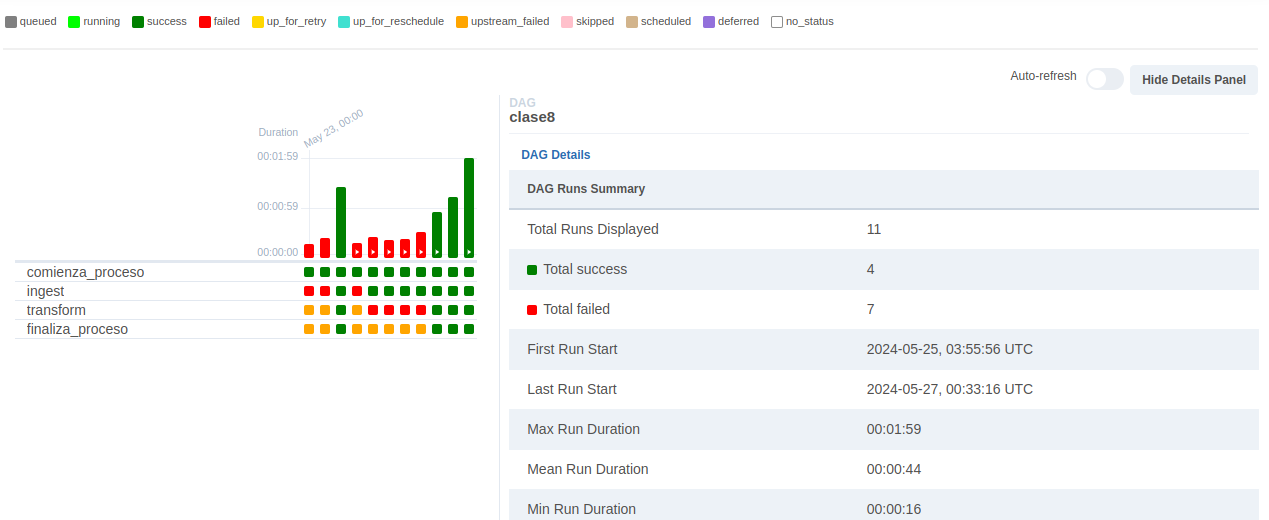 queued running success failed up_for_retry up_for_reschedule upstream_failed skipped scheduled deferred no_status
Auto-refresh Hide Details Panel
DAG
clase8
May 23, 00:00
Duration
00:01:59
00:00:59
00:00:00
comienza_proceso
ingest
transform
finaliza_proceso
DAG Details
DAG Runs Summary
Total Runs Displayed 11
Total success 4
Total failed 7
First Run Start 2024-05-25, 03:55:56 UTC
Last Run Start 2024-05-27, 00:33:16 UTC
Max Run Duration 00:01:59
Mean Run Duration 00:00:44
Min Run Duration 00:00:16